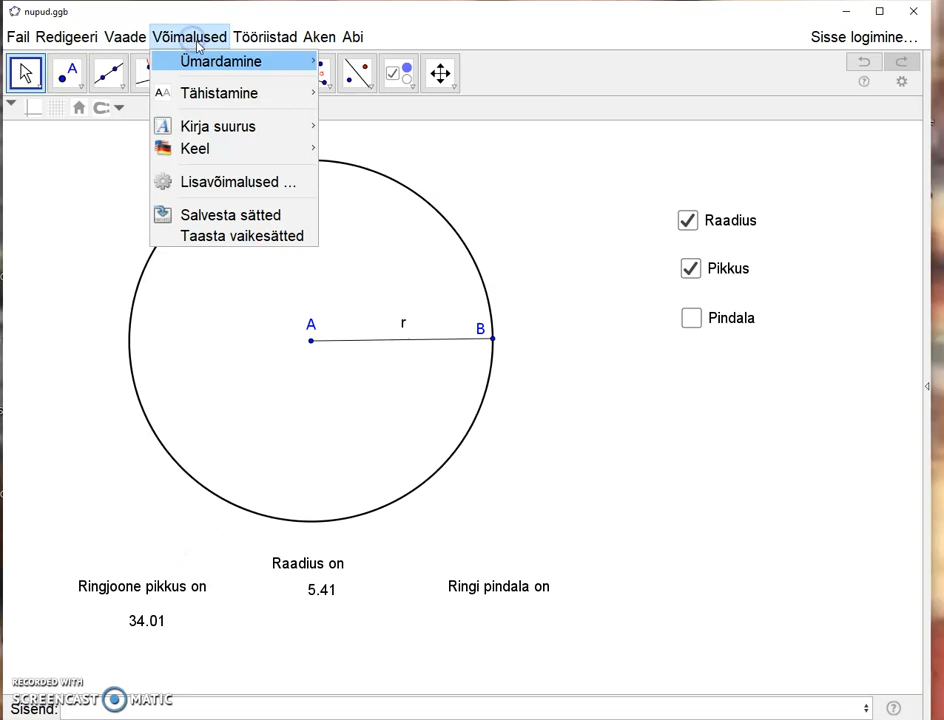 nupud.ggb
Fail Redigeeri Vaade Võimalused Tööriistad Aken Abi
Sisse logimine…
Ümardamine
AA Tähistamine
A Kirja suurus
Keel
Lisavõimalused ...
Salvesta sätted
Taasta vaikesätted
A
Raadius
Pikkus
Pindala
A
r
B
Raadius on
5.41
Ringjoone pikkus on
34.01
Ringi pindala on
RECORDED WITH
SCREENCAST MATIC
Sisend: